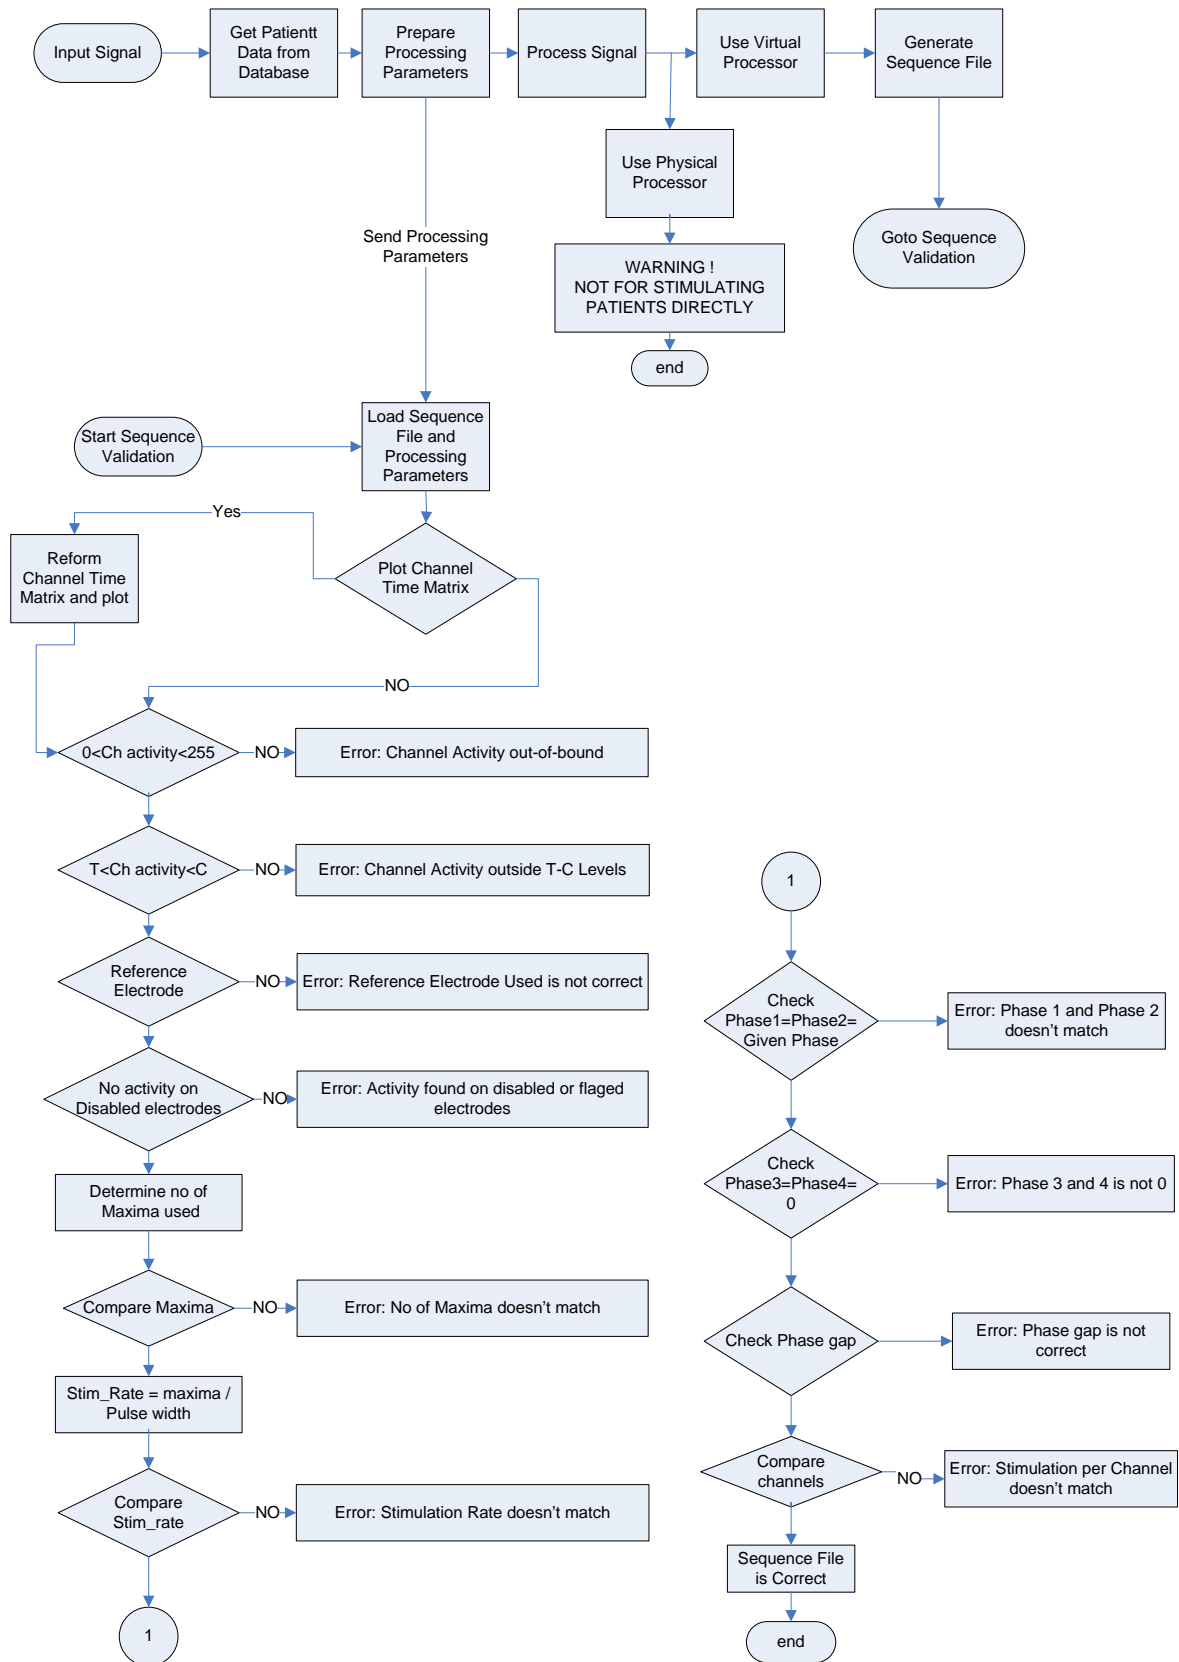 Input Signal
Get Patientt
Data from
Database
Prepare
Processing
Parameters
Process Signal
Use Virtual
Processor
Generate
Sequence File
Use Physical
Processor
Goto Sequence
Validation
Send Processing
Parameters
WARNING !
NOT FOR STIMULATING
PATIENTS DIRECTLY
end
Start Sequence
Validation
Load Sequence
File and
Processing
Parameters
Yes
Reform
Channel Time
Matrix and plot
Plot Channel
Time Matrix
NO
0<Ch activity<255
NO
Error: Channel Activity out-of-bound
T<Ch activity<C
NO
Error: Channel Activity outside T-C Levels
Reference
Electrode
NO
Error: Reference Electrode Used is not correct
No activity on
Disabled electrodes
NO
Error: Activity found on disabled or flaged
electrodes
Determine no of
Maxima used
Compare Maxima
NO
Error: No of Maxima doesn't match
Stim_Rate = maxima /
Pulse width
Compare
Stim_rate
NO
Error: Stimulation Rate doesn't match
1
1
Check
Phase1=Phase2=
Given Phase
Error: Phase 1 and Phase 2
doesn't match
Check
Phase3=Phase4=
0
Error: Phase 3 and 4 is not 0
Check Phase gap
Error: Phase gap is not
correct
Compare
channels
NO
Error: Stimulation per Channel
doesn't match
Sequence File
is Correct
end